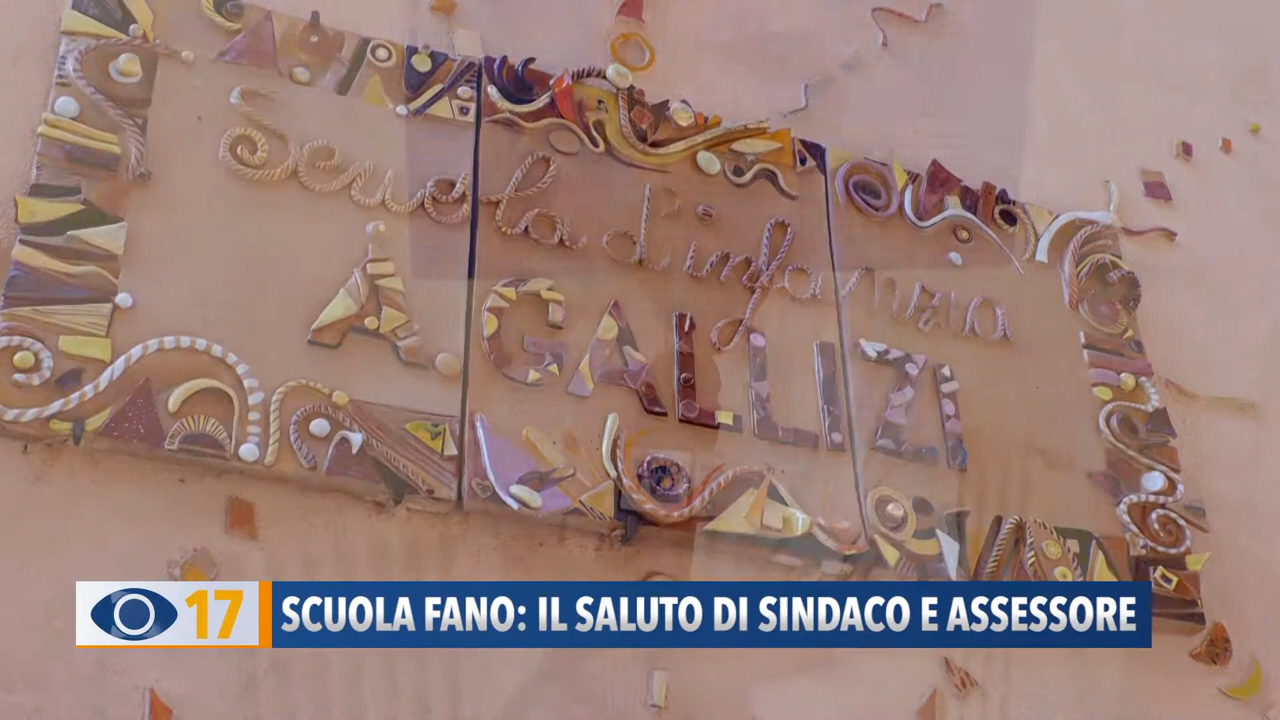 Scuola d'infanzia
A. GALLIZI
17 SCUOLA FANO: IL SALUTO DI SINDACO E ASSESSORE